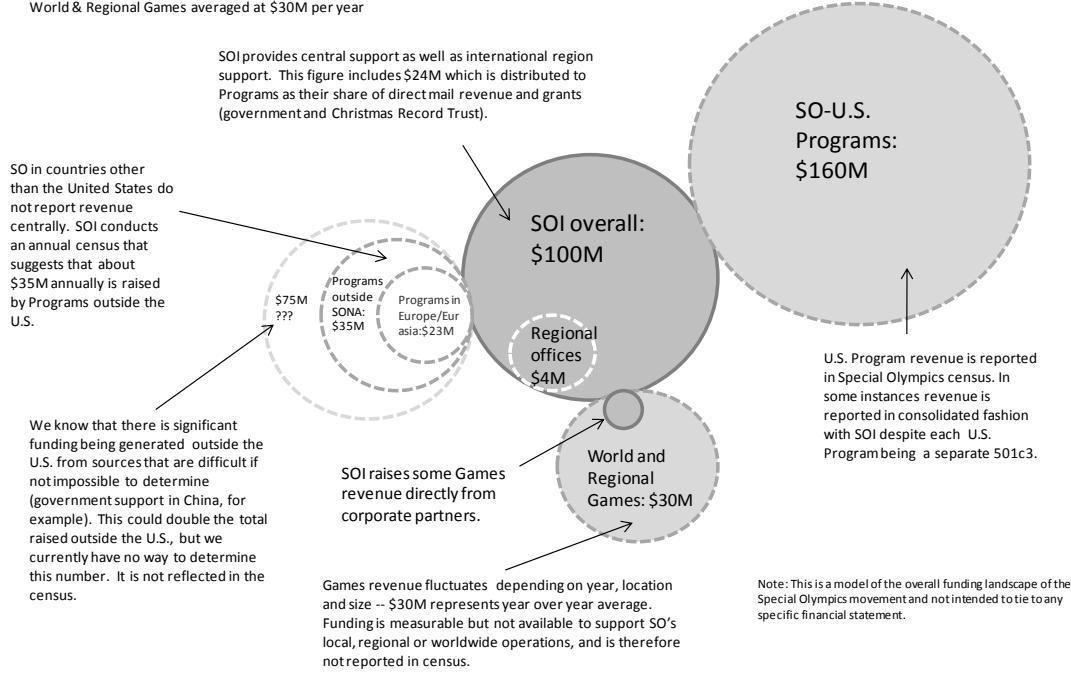 World & Regional Games averaged at $30M per year
SOI provides central support as well as international region
support. This figure includes $24M which is distributed to
Programs as their share of direct mail revenue and grants
(government and Christmas Record Trust).
SO-U.S.
Programs:
$160M
SO in countries other
than the United States do
not report revenue
centrally. SOI conducts
an annual census that
suggests that about
$35M annually is raised
by Programs outside the
U.S.
SOI overall:
$100M
$75M
???
Programs
outside
SONA:
$35M
Programs in
Europe/Eur
asia:$23M
Regional
offices
$4M
U.S. Program revenue is reported
in Special Olympics census. In
some instances revenue is
reported in consolidated fashion
with SOI despite each U.S.
Program being a separate 501c3.
We know that there is significant
funding being generated outside the
U.S. from sources that are difficult if
not impossible to determine
(government support in China, for
example). This could double the total
raised outside the U.S., but we
currently have no way to determine
this number. It is not reflected in the
census.
SOI raises some Games
revenue directly from
corporate partners.
World and
Regional
Games: $30M
Games revenue fluctuates depending on year, location
and size -- $30M represents year over year average.
Funding is measurable but not available to support SO's
local, regional or worldwide operations, and is therefore
not reported in census.
Note: This is a model of the overall funding landscape of the
Special Olympics movement and not intended to tie to any
specific financial statement.